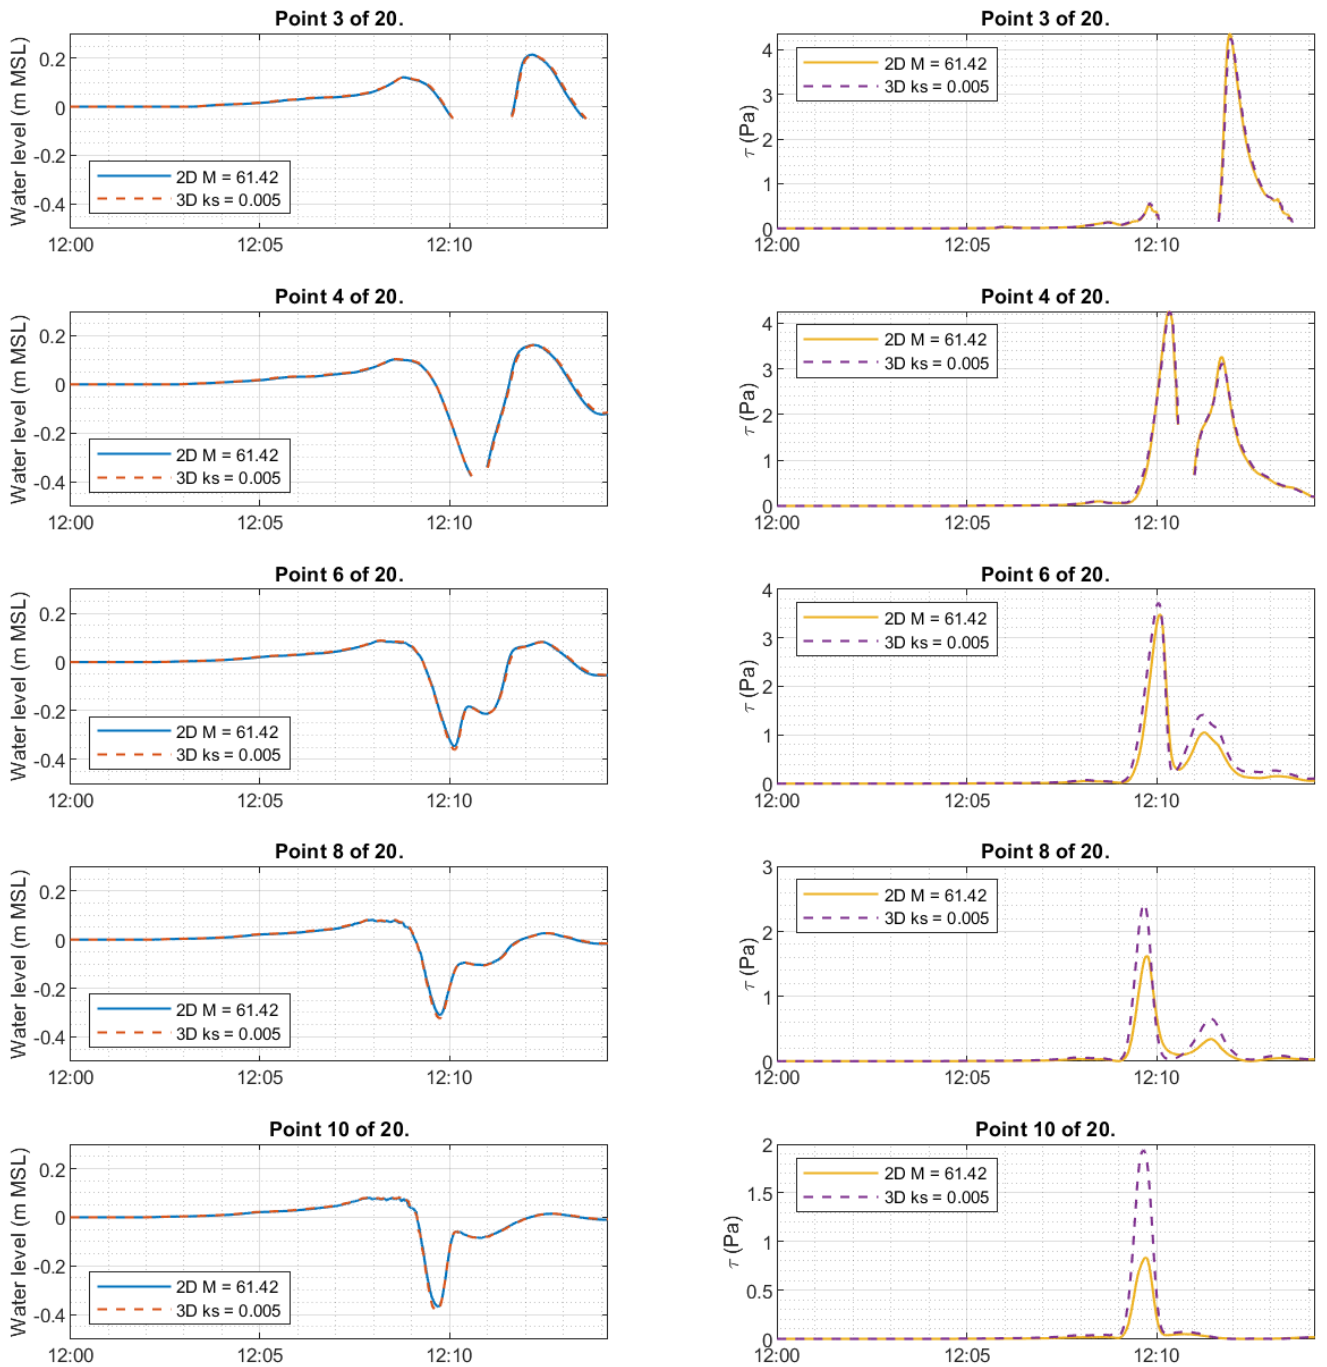 Point 3 of 20.
Water level (m MSL)
0.2
0
-0.2
-0.4
2D M = 61.42
3D ks = 0.005
12:00
12:05
12:10
Point 3 of 20.
τ (Pa)
4
3
2
1
0
2D M = 61.42
3D ks = 0.005
12:00
12:05
12:10
Point 4 of 20.
Water level (m MSL)
0.2
0
-0.2
-0.4
2D M = 61.42
3D ks = 0.005
12:00
12:05
12:10
Point 4 of 20.
τ (Pa)
4
3
2
1
0
2D M = 61.42
3D ks = 0.005
12:00
12:05
12:10
Point 6 of 20.
Water level (m MSL)
0.2
0
-0.2
-0.4
2D M = 61.42
3D ks = 0.005
12:00
12:05
12:10
Point 6 of 20.
τ (Pa)
4
3
2
1
0
2D M = 61.42
3D ks = 0.005
12:00
12:05
12:10
Point 8 of 20.
Water level (m MSL)
0.2
0
-0.2
-0.4
2D M = 61.42
3D ks = 0.005
12:00
12:05
12:10
Point 8 of 20.
τ (Pa)
3
2
1
0
2D M = 61.42
3D ks = 0.005
12:00
12:05
12:10
Point 10 of 20.
Water level (m MSL)
0.2
0
-0.2
-0.4
2D M = 61.42
3D ks = 0.005
12:00
12:05
12:10
Point 10 of 20.
τ (Pa)
2
1.5
1
0.5
0
2D M = 61.42
3D ks = 0.005
12:00
12:05
12:10